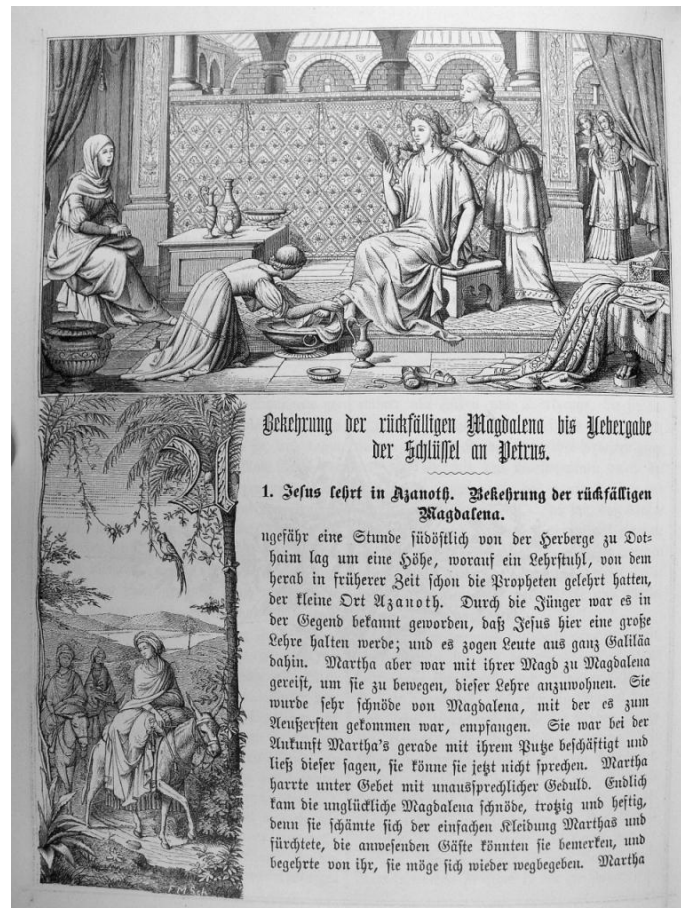 Bekehrung der rückfälligen Magdalena bis Uebergabe
der Schlüssel an Petrus.
1. Jesus lehrt in Azanoth. Bekehrung der rückfälligen
Magdalena.
Ungefähr eine Stunde südöstlich von der Herberge zu Dot-
haim lag um eine Höhe, worauf ein Lehrstuhl, von dem
herab in früherer Zeit schon die Propheten gelehrt hatten,
der kleine Ort Azanoth. Durch die Jünger war es in
der Gegend bekannt geworden, daß Jesus hier eine große
Lehre halten werde; und es zogen Leute aus ganz Galiläa
dahin. Martha aber war mit ihrer Magd zu Magdalena
gereist, um sie zu bewegen, dieser Lehre anzuwohnen. Sie
wurde sehr schnöde von Magdalena, mit der es zum
Aeußersten gekommen war, empfangen. Sie war bei der
Ankunft Martha's gerade mit ihrem Putze beschäftigt und
ließ dieser sagen, sie könne sie jetzt nicht sprechen. Martha
harrte unter Gebet mit unaussprechlicher Geduld. Endlich
kam die unglückliche Magdalena schnöde, trotzig und heftig,
denn sie schämte sich der einfachen Kleidung Marthas und
fürchtete, die anwesenden Gäste könnten sie bemerken, und
begehrte von ihr, sie möge sich wieder wegbegeben. Martha
F M Sch.